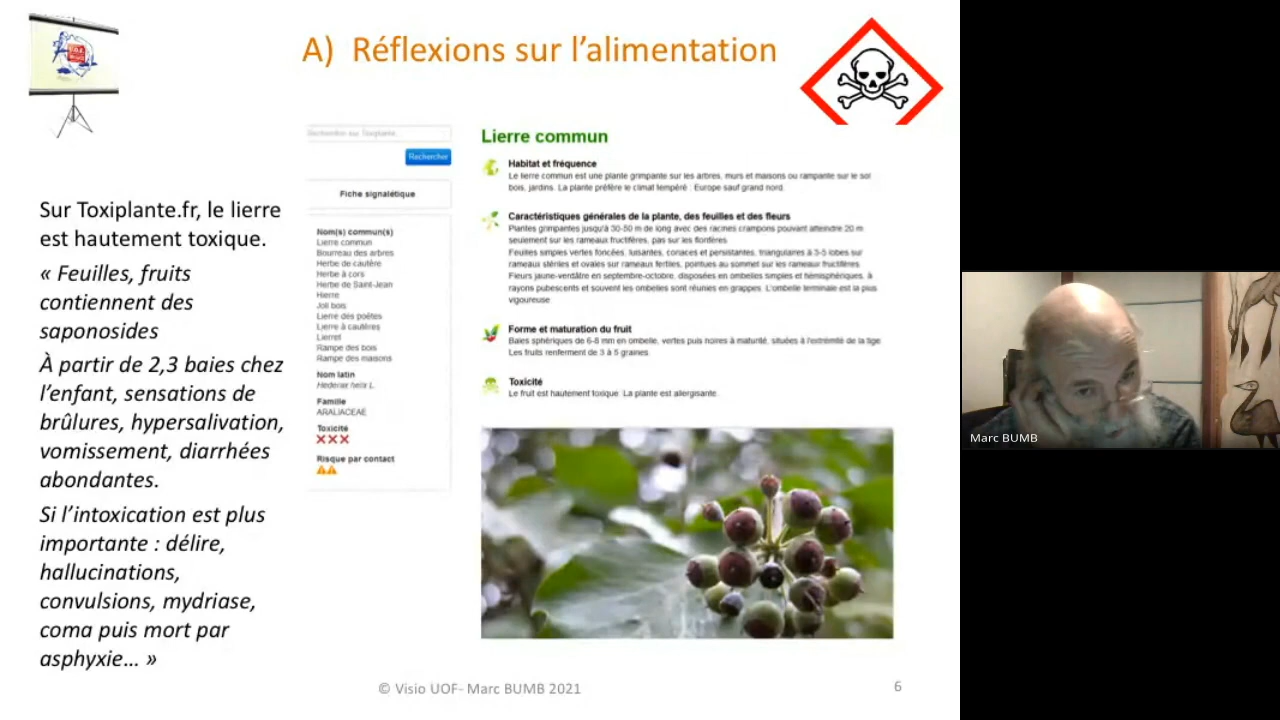 A) Réflexions sur l’alimentation
Sur Toxiplante.fr, le lierre
est hautement toxique.
« Feuilles, fruits
contiennent des
saponosides
À partir de 2,3 baies chez
l’enfant, sensations de
brûlures, hypersalivation,
vomissement, diarrhées
abondantes.
Si l’intoxication est plus
importante : délire,
hallucinations,
convulsions, mydriase,
coma puis mort par
asphyxie... »
Rechercher
Fiche signalétique
Nom(s) commun(s)
Lierre commun
Bourreau des arbres
Herbe de cautère
Herbe à cors
Herbe de Saint-Jean
Hierre
Joli bois
Lierre des poètes
Lierre à cautères
Lierret
Rampe des bois
Rampe des maisons
Nom latin
Hederae helix L.
Famille
ARALIACEAE
Toxicité
Risque par contact
Lierre commun
Habitat et fréquence
Le lierre commun est une plante grimpante sur les arbres, murs et maisons ou rampante sur le sol
bois, jardins. La plante préfère le climat tempéré : Europe sauf grand nord.
Caractéristiques générales de la plante, des feuilles et des fleurs
Plantes grimpantes jusqu'à 30-50 m de long avec des racines crampons pouvant atteindre 20 m
seulement sur les rameaux fructifères, pas sur les florifères.
Feuilles simples vertes foncées, luisantes, coriaces et persistantes, triangulaires à 3-5 lobes sur
rameaux stériles et ovales sur rameaux fertiles, pointues au sommet sur les rameaux fructifères.
Fleurs jaune-verdâtre en septembre-octobre, disposées en ombelles simples et hémisphériques, à
rayons pubescents et souvent les ombelles sont réunies en grappes. L'ombelle terminale est la plus
vigoureuse.
Forme et maturation du fruit
Baies sphériques de 6-8 mm en ombelle, vertes puis noires à maturité, situées à l'extrémité de la tige.
Les fruits renferment de 3 à 5 graines.
Toxicité
Le fruit est hautement toxique. La plante est allergisante.
© Visio UOF- Marc BUMB 2021
6
Marc BUMB